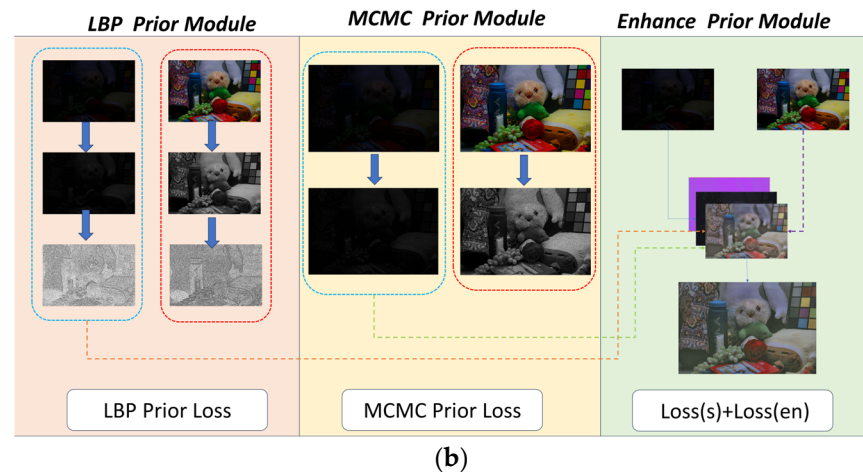 LBP Prior Module
MCMC Prior Module
Enhance Prior Module
LBP Prior Loss
MCMC Prior Loss
Loss(s)+Loss(en)
(b)